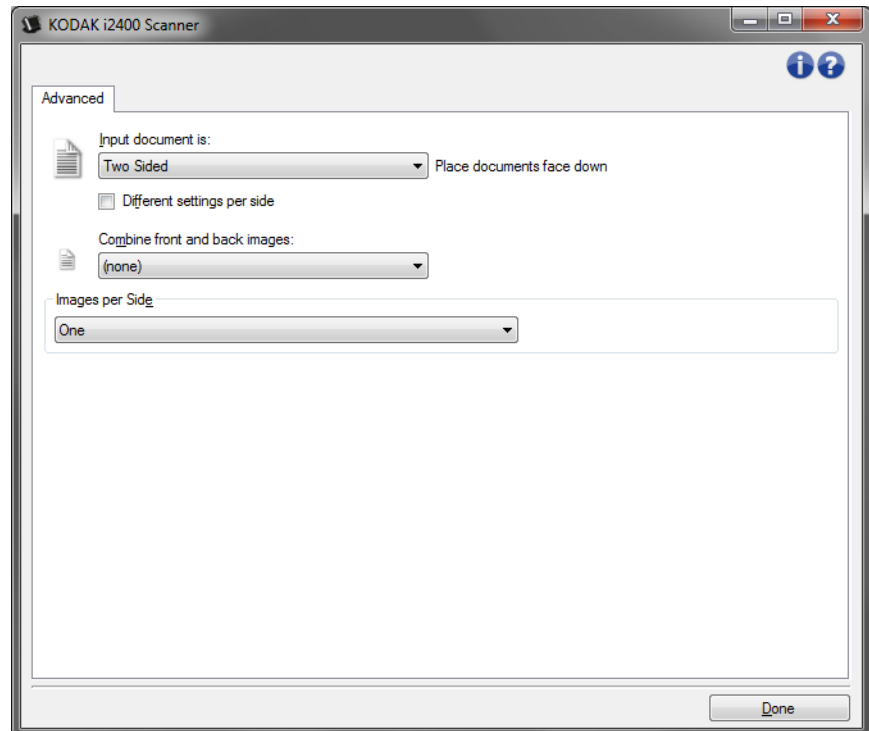 KODAK i2400 Scanner
Advanced
Input document is:
Two Sided
Place documents face down
Different settings per side
Combine front and back images:
(none)
Images per Side
One
Done